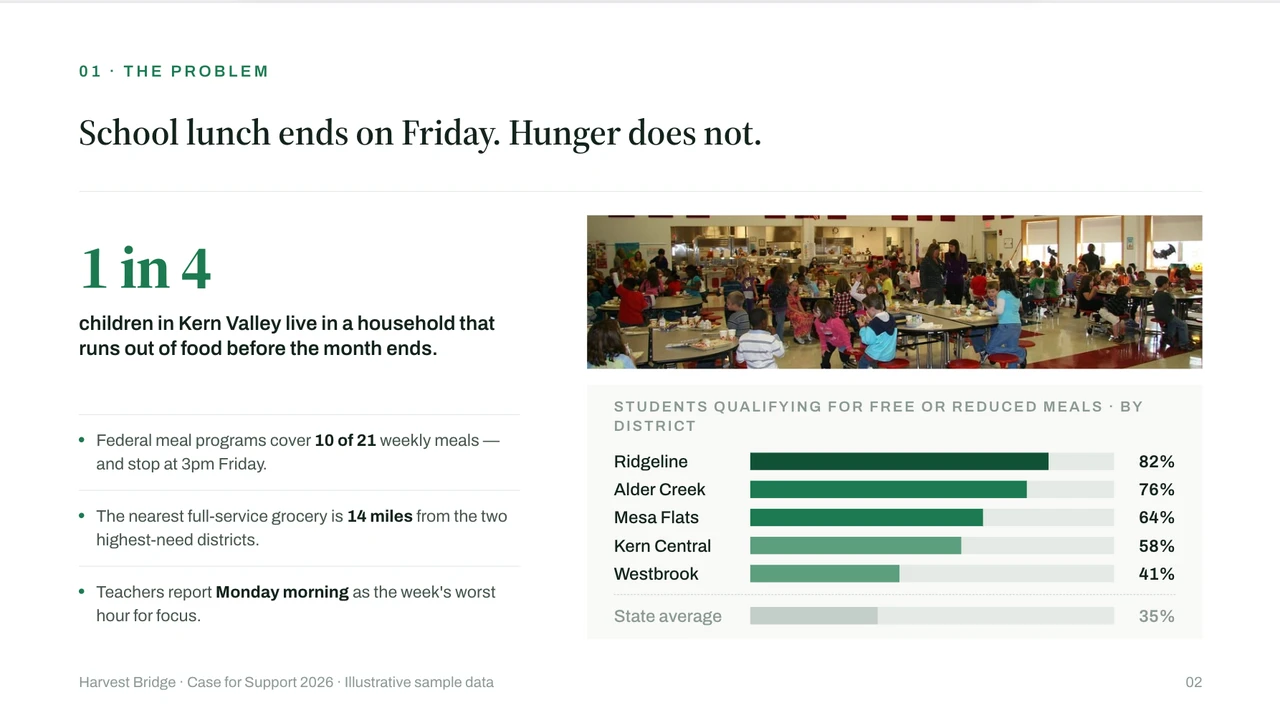 01 · THE PROBLEM
School lunch ends on Friday. Hunger does not.
1 in 4
children in Kern Valley live in a household that
runs out of food before the month ends.
• Federal meal programs cover 10 of 21 weekly meals —
and stop at 3pm Friday.
• The nearest full-service grocery is 14 miles from the two
highest-need districts.
• Teachers report Monday morning as the week's worst
hour for focus.
STUDENTS QUALIFYING FOR FREE OR REDUCED MEALS · BY
DISTRICT
Ridgeline 82%
Alder Creek 76%
Mesa Flats 64%
Kern Central 58%
Westbrook 41%
State average 35%
Harvest Bridge · Case for Support 2026 · Illustrative sample data
02